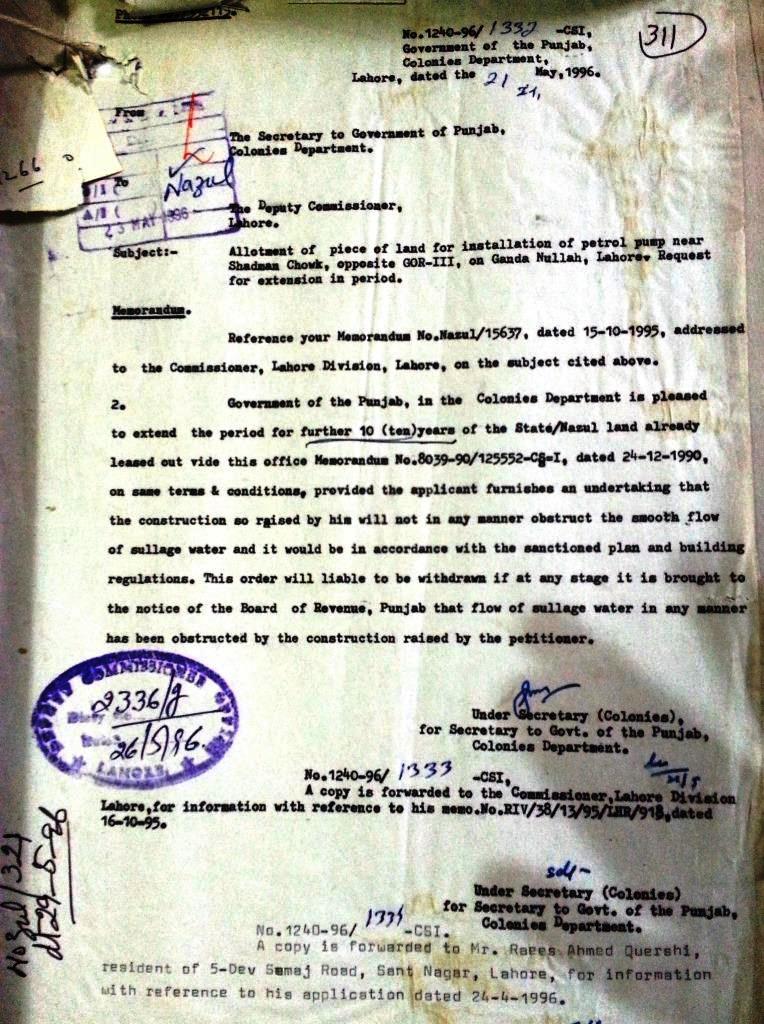 No.1240-96/1332 -CSI,
Government of the Punjab,
Colonies Department,
Lahore, dated the 21 May,1996.
311
From
The Secretary to Government of Punjab,
Colonies Department.
1266
To
Nazul
23 MAY 1996
The Deputy Commissioner,
Lahore.
Subject:- Allotment of piece of land for installation of petrol pump near
Shadman Chowk, opposite GOR-III, on Ganda Nullah, Lahore. Request
for extension in period.
Memorandum.
Reference your Memorandum No.Nazul/15637, dated 15-10-1995, addressed
to the Commissioner, Lahore Division, Lahore, on the subject cited above.
2. Government of the Punjab, in the Colonies Department is pleased
to extend the period for further 10 (ten)years of the State/Nazul land already
leased out vide this office Memorandum No.8039-90/125552-CS-I, dated 24-12-1990,
on same terms & conditions, provided the applicant furnishes an undertaking that
the construction so raised by him will not in any manner obstruct the smooth flow
of sullage water and it would be in accordance with the sanctioned plan and building
regulations. This order will liable to be withdrawn if at any stage it is brought to
the notice of the Board of Revenue, Punjab that flow of sullage water in any manner
has been obstructed by the construction raised by the petitioner.
DEPUTY COMMISSIONER OFFICE
2336/J
26/5/96.
LAHORE
Under Secretary (Colonies),
for Secretary to Govt. of the Punjab,
Colonies Department.
No.1240-96/1333 -CSI,
A copy is forwarded to the Commissioner,Lahore Division
Lahore,for information with reference to his memo.No.RIV/38/13/95/LHR/918,dated
16-10-95.
Nazul/321
dt 29-5-96
sd/-
Under Secretary (Colonies)
for Secretary to Govt. of the Punjab,
Colonies Department.
No.1240-96/1334 -CSI.
A copy is forwarded to Mr. Raees Ahmed Quershi,
resident of 5-Dev Samaj Road, Sant Nagar, Lahore, for information
with reference to his application dated 24-4-1996.